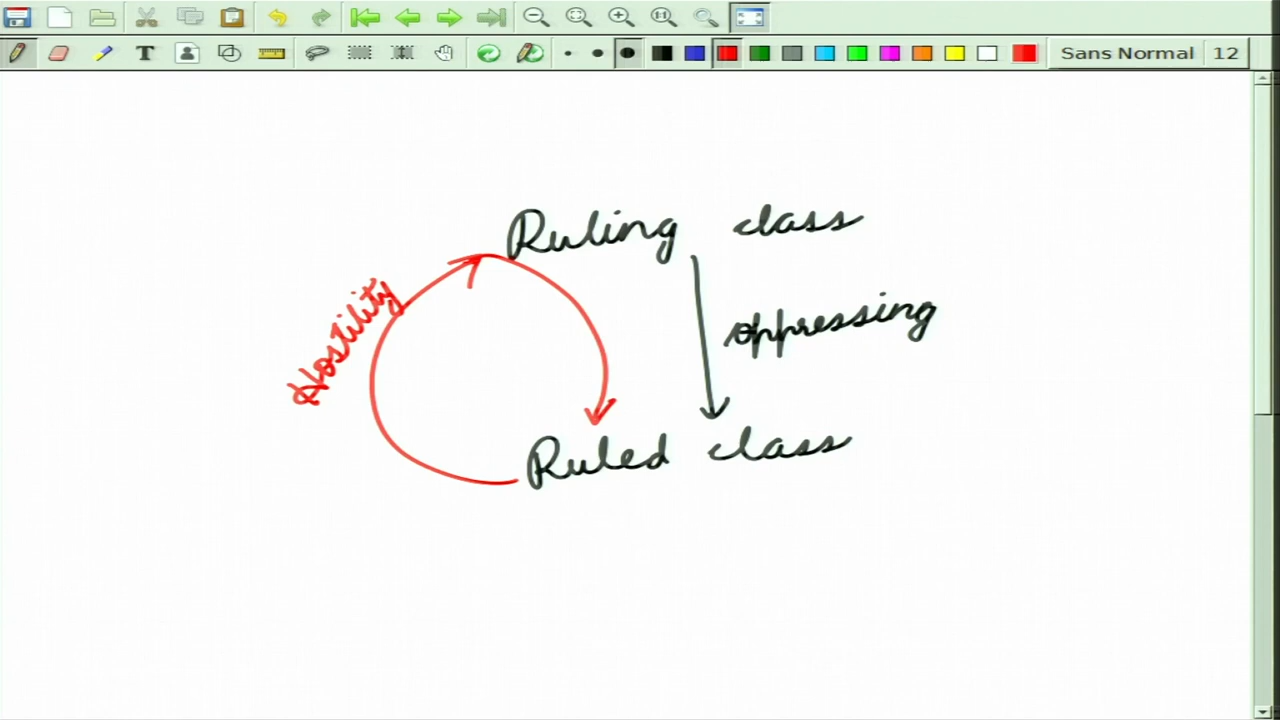 Sans Normal 12
Ruling class
Hostility
oppressing
Ruled class